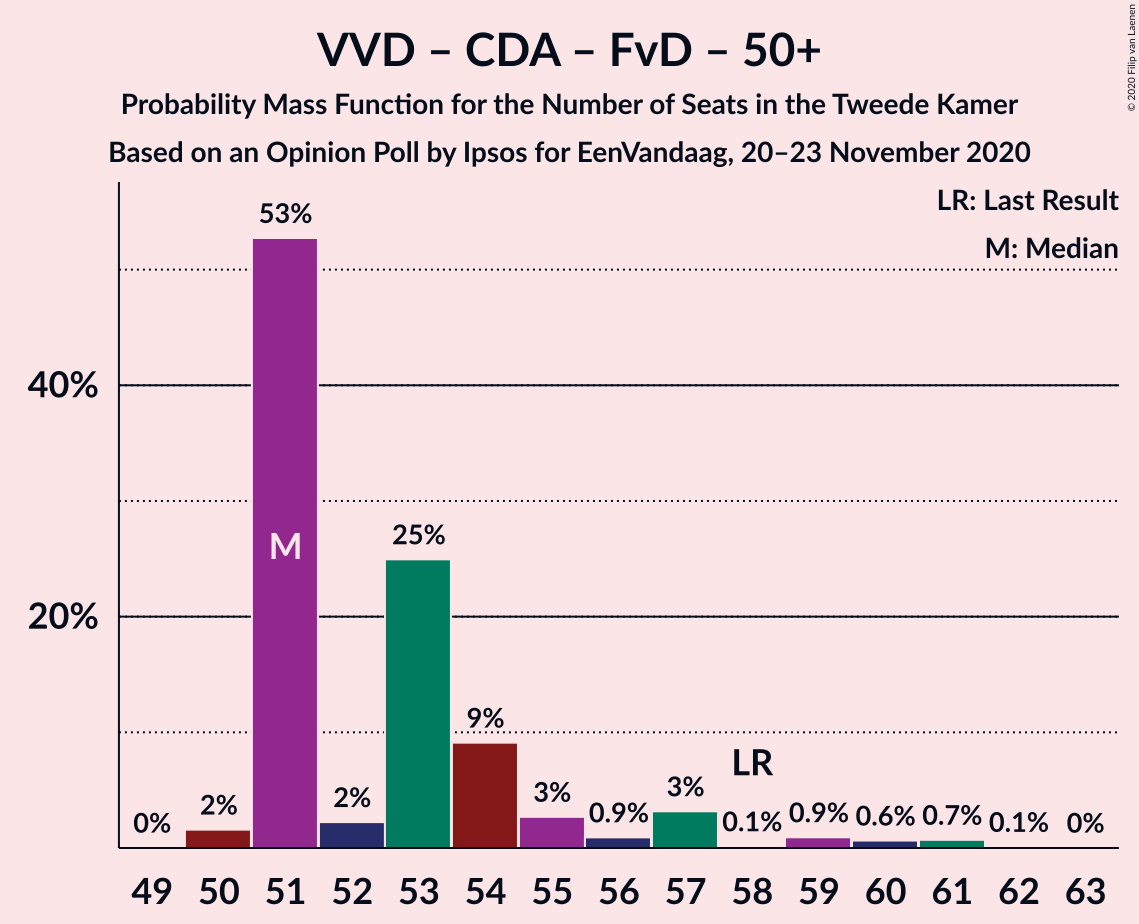 VVD – CDA – FvD – 50+
Probability Mass Function for the Number of Seats in the Tweede Kamer
Based on an Opinion Poll by Ipsos for EenVandaag, 20–23 November 2020
© 2020 Filip van Laenen
LR: Last Result
M: Median
40%
20%
0%
2%
53%
2%
25%
9%
3%
0.9%
3%
0.1%
0.9%
0.6%
0.7%
0.1%
0%
M
LR
49 50 51 52 53 54 55 56 57 58 59 60 61 62 63